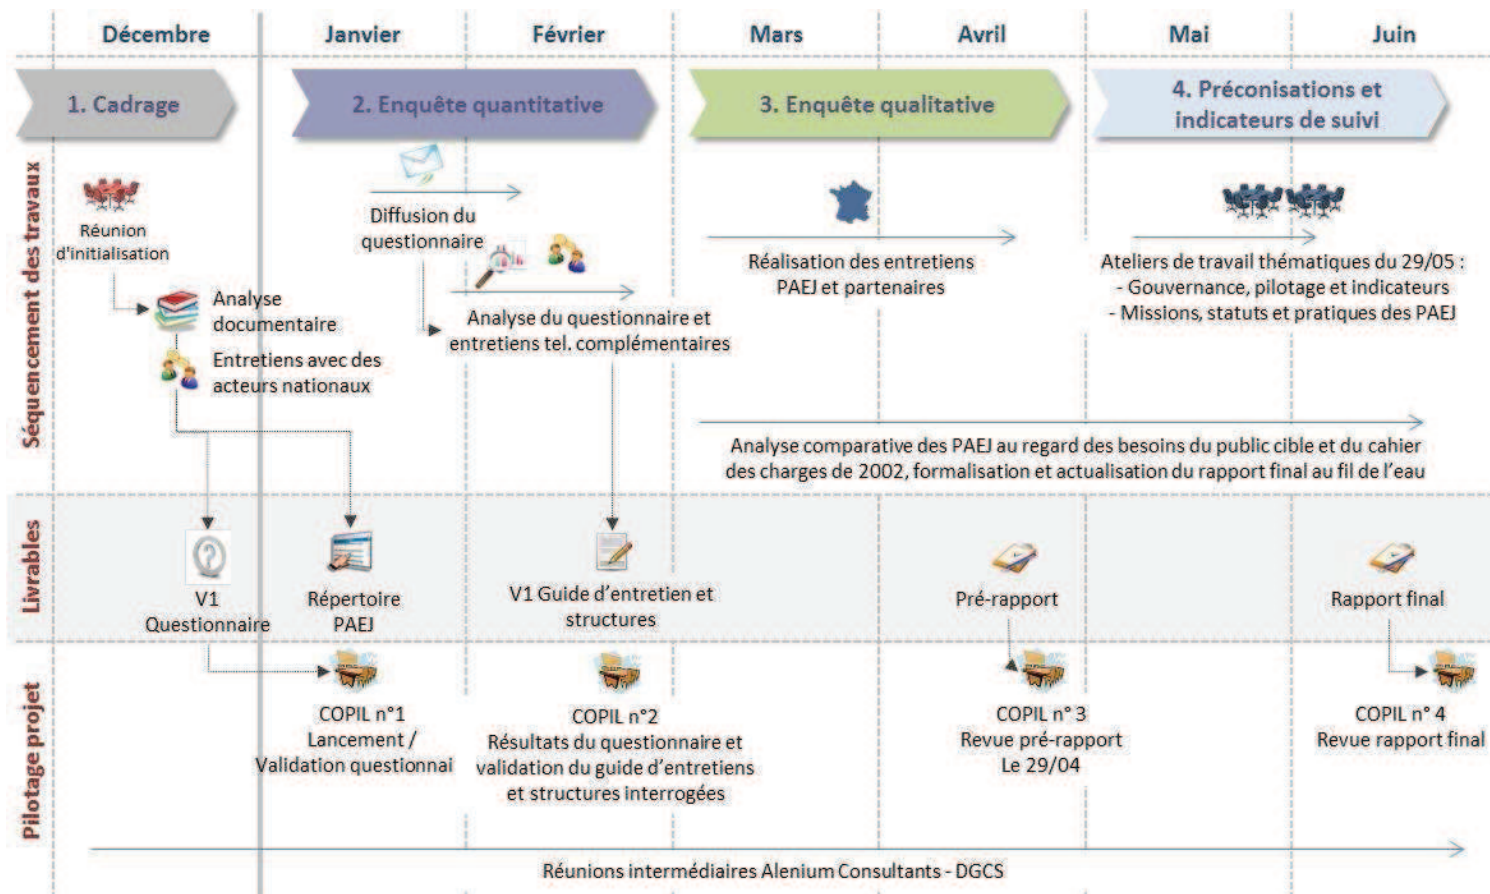 Décembre
Janvier
Février
Mars
Avril
Mai
Juin
1. Cadrage
2. Enquête quantitative
3. Enquête qualitative
4. Préconisations et
indicateurs de suivi
Séquencement des travaux
Réunion
d'initialisation
Analyse
documentaire
Entretiens avec des
acteurs nationaux
Diffusion du
questionnaire
Analyse du questionnaire et
entretiens tel. complémentaires
Réalisation des entretiens
PAEJ et partenaires
Ateliers de travail thématiques du 29/05 :
- Gouvernance, pilotage et indicateurs
- Missions, statuts et pratiques des PAEJ
Analyse comparative des PAEJ au regard des besoins du public cible et du cahier
des charges de 2002, formalisation et actualisation du rapport final au fil de l'eau
Livrables
V1
Questionnaire
Répertoire
PAEJ
V1 Guide d'entretien et
structures
Pré-rapport
Rapport final
Pilotage projet
COPIL n°1
Lancement /
Validation questionnai
COPIL n°2
Résultats du questionnaire et
validation du guide d'entretiens
et structures interrogées
COPIL n° 3
Revue pré-rapport
Le 29/04
COPIL n° 4
Revue rapport final
Réunions intermédiaires Alenium Consultants - DGCS